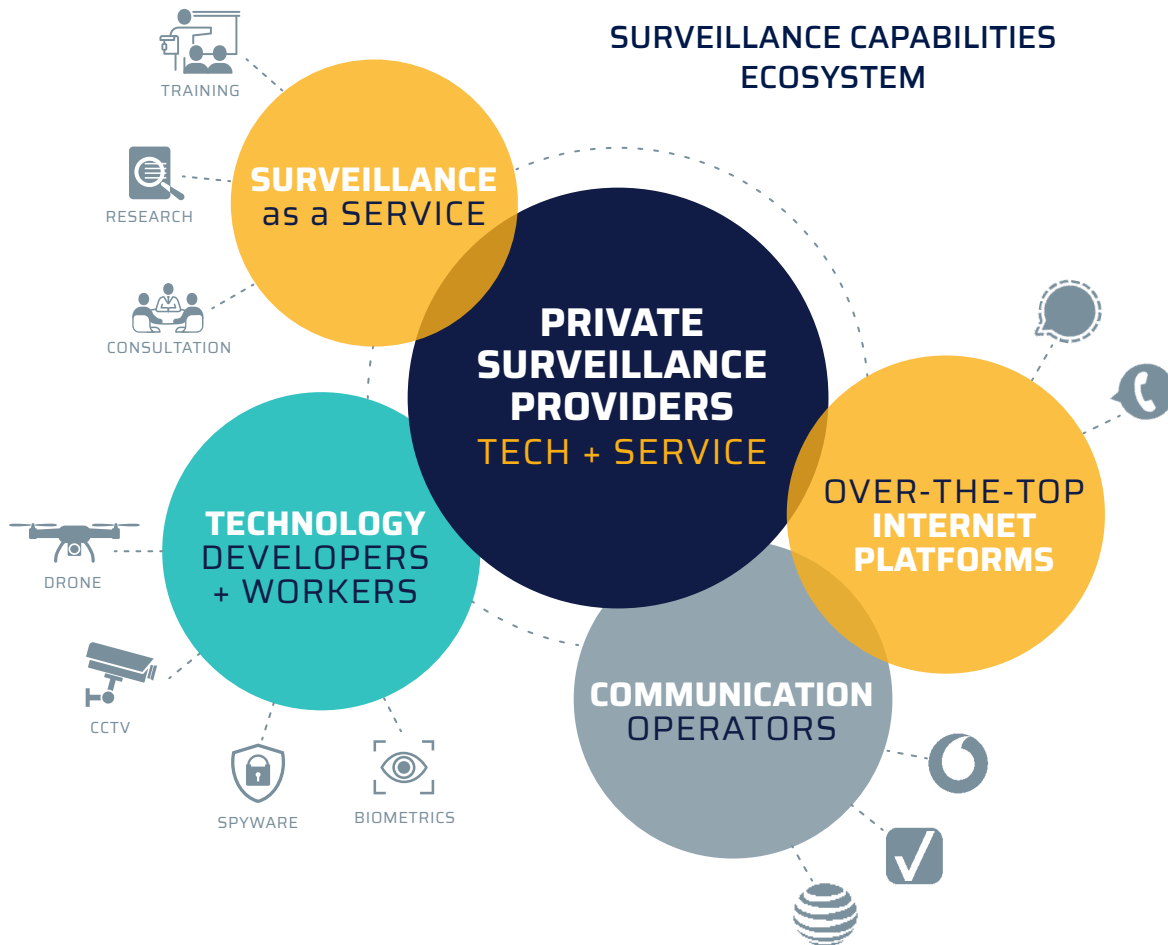 SURVEILLANCE CAPABILITIES
ECOSYSTEM
TRAINING
RESEARCH
CONSULTATION
SURVEILLANCE
as a SERVICE
PRIVATE
SURVEILLANCE
PROVIDERS
TECH + SERVICE
OVER-THE-TOP
INTERNET
PLATFORMS
TECHNOLOGY
DEVELOPERS
+ WORKERS
DRONE
CCTV
SPYWARE
BIOMETRICS
COMMUNICATION
OPERATORS